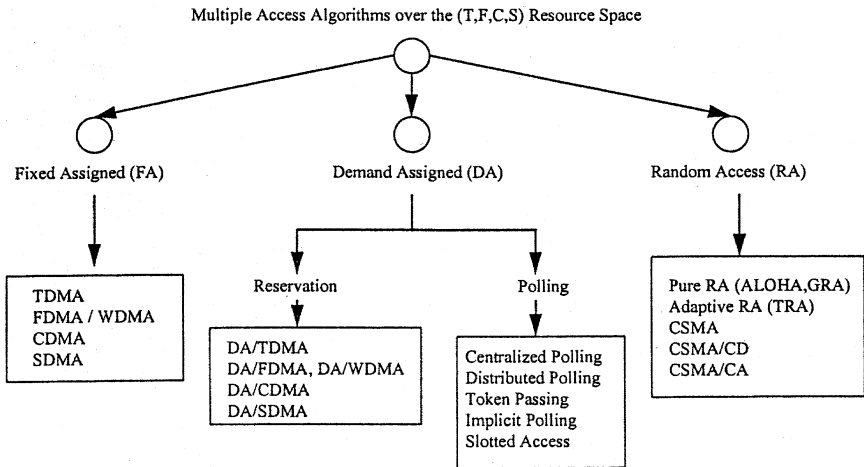 Multiple Access Algorithms over the (T,F,C,S) Resource Space
Fixed Assigned (FA)
Demand Assigned (DA)
Random Access (RA)
TDMA
FDMA / WDMA
CDMA
SDMA
Reservation
Polling
DA/TDMA
DA/FDMA, DA/WDMA
DA/CDMA
DA/SDMA
Centralized Polling
Distributed Polling
Token Passing
Implicit Polling
Slotted Access
Pure RA (ALOHA,GRA)
Adaptive RA (TRA)
CSMA
CSMA/CD
CSMA/CA